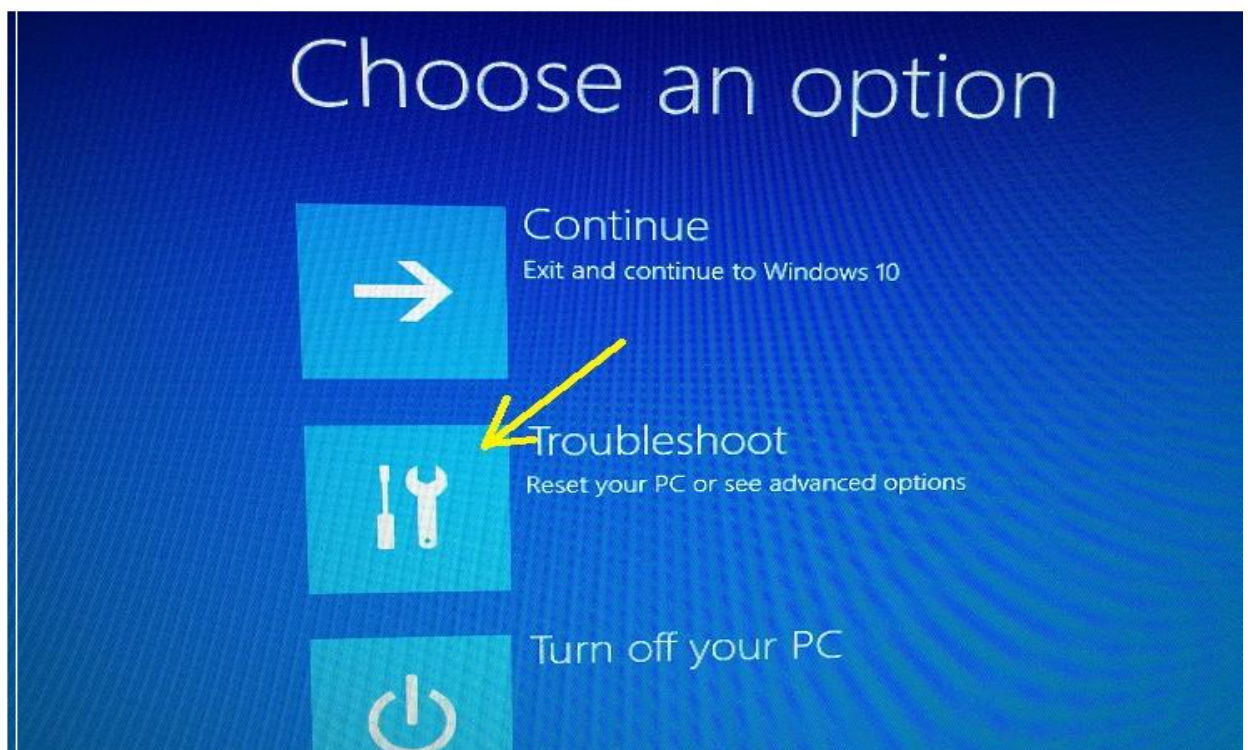 Choose an option
Continue
Exit and continue to Windows 10
Troubleshoot
Reset your PC or see advanced options
Turn off your PC